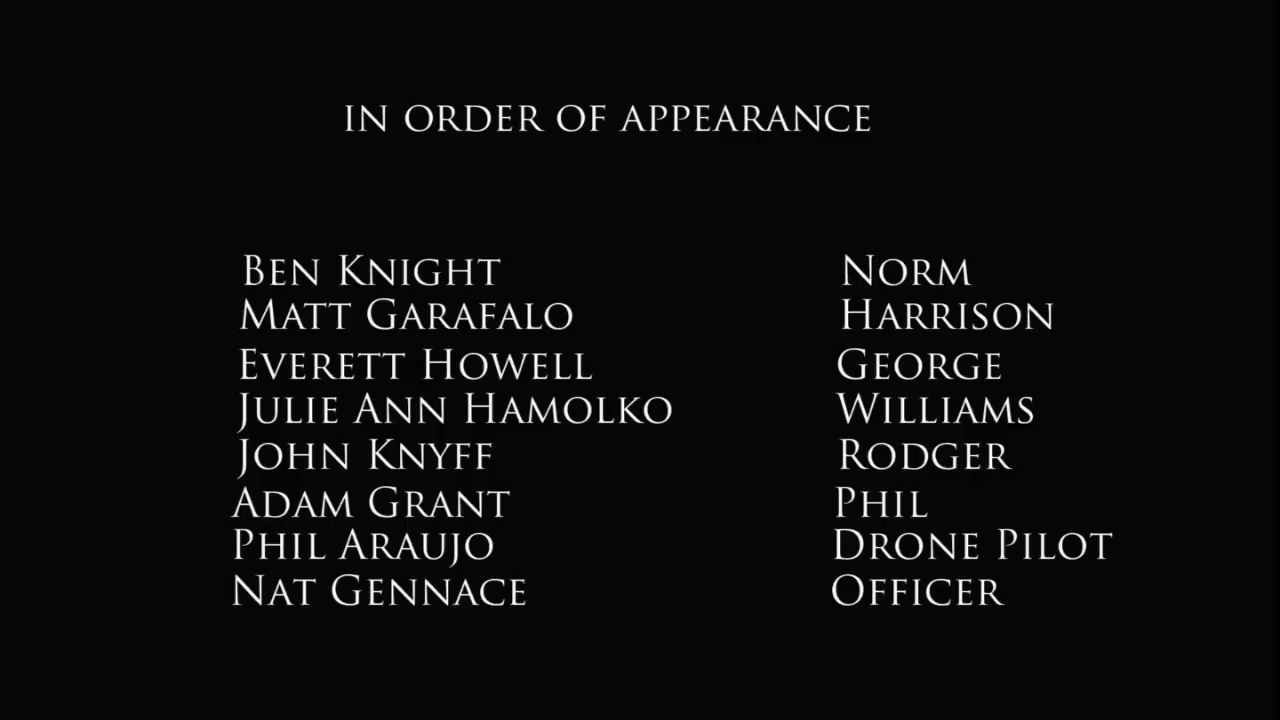 IN ORDER OF APPEARANCE
BEN KNIGHT NORM
MATT GARAFALO HARRISON
EVERETT HOWELL GEORGE
JULIE ANN HAMOLKO WILLIAMS
JOHN KNYFF RODGER
ADAM GRANT PHIL
PHIL ARAUJO DRONE PILOT
NAT GENNACE OFFICER